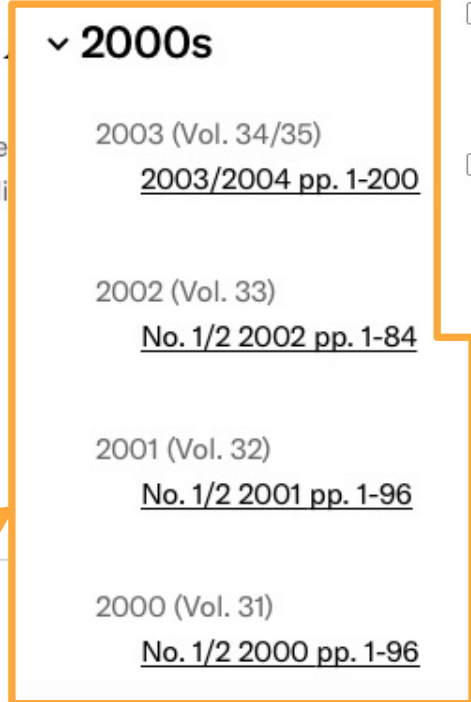 2000s
2003 (Vol. 34/35)
2003/2004 pp. 1-200
2002 (Vol. 33)
No. 1/2 2002 pp. 1-84
2001 (Vol. 32)
No. 1/2 2001 pp. 1-96
2000 (Vol. 31)
No. 1/2 2000 pp. 1-96